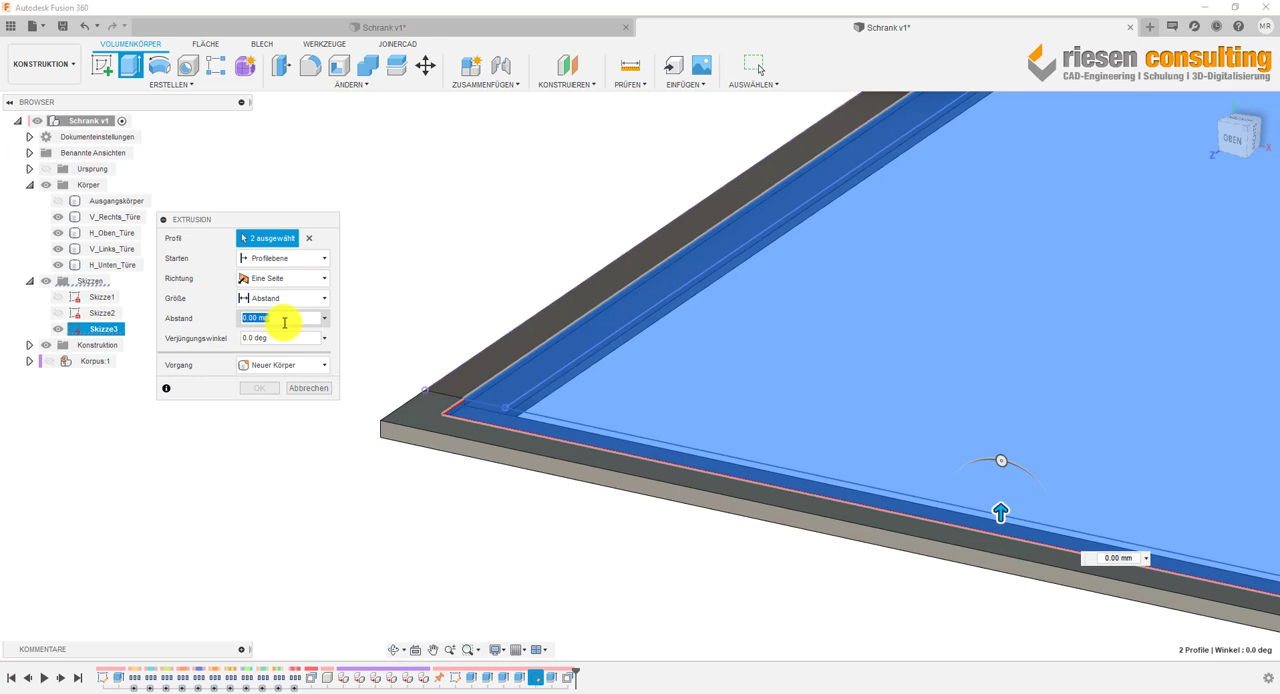 Autodesk Fusion 360
Schrank v1*
Schrank v1*
MR
VOLUMENKÖRPER
FLÄCHE
BLECH
WERKZEUGE
JOINERCAD
KONSTRUKTION
ERSTELLEN
ÄNDERN
ZUSAMMENFÜGEN
KONSTRUIEREN
PRÜFEN
EINFÜGEN
AUSWÄHLEN
riesen consulting
CAD-Engineering | Schulung | 3D-Digitalisierung
BROWSER
Schrank v1
Dokumenteinstellungen
Benannte Ansichten
Ursprung
Körper
Ausgangskörper
V_Rechts_Türe
H_Oben_Türe
V_Links_Türe
H_Unten_Türe
Skizzen
Skizze1
Skizze2
Skizze3
Konstruktion
Korpus:1
EXTRUSION
Profil
2 ausgewählt
Starten
Profilebene
Richtung
Eine Seite
Größe
Abstand
Abstand
0.00 mm
Verjüngungswinkel
0.0 deg
Vorgang
Neuer Körper
OK
Abbrechen
OBEN
X
Z
0.00 mm
KOMMENTARE
2 Profile | Winkel : 0.0 deg